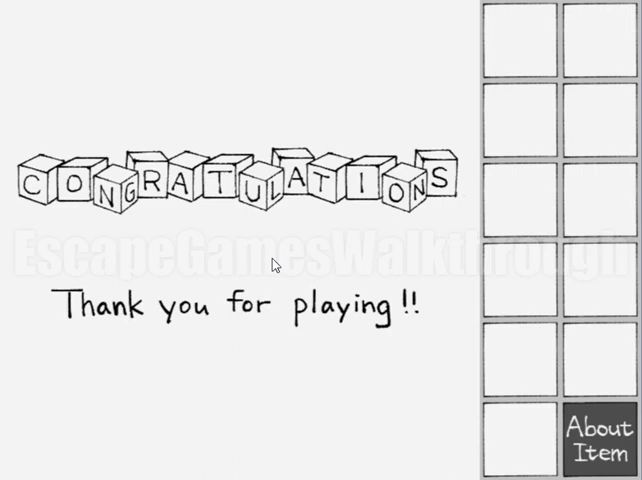 CONGRATULATIONS
EscapeGamesWalkthrough
Thank you for playing!!
About
Item